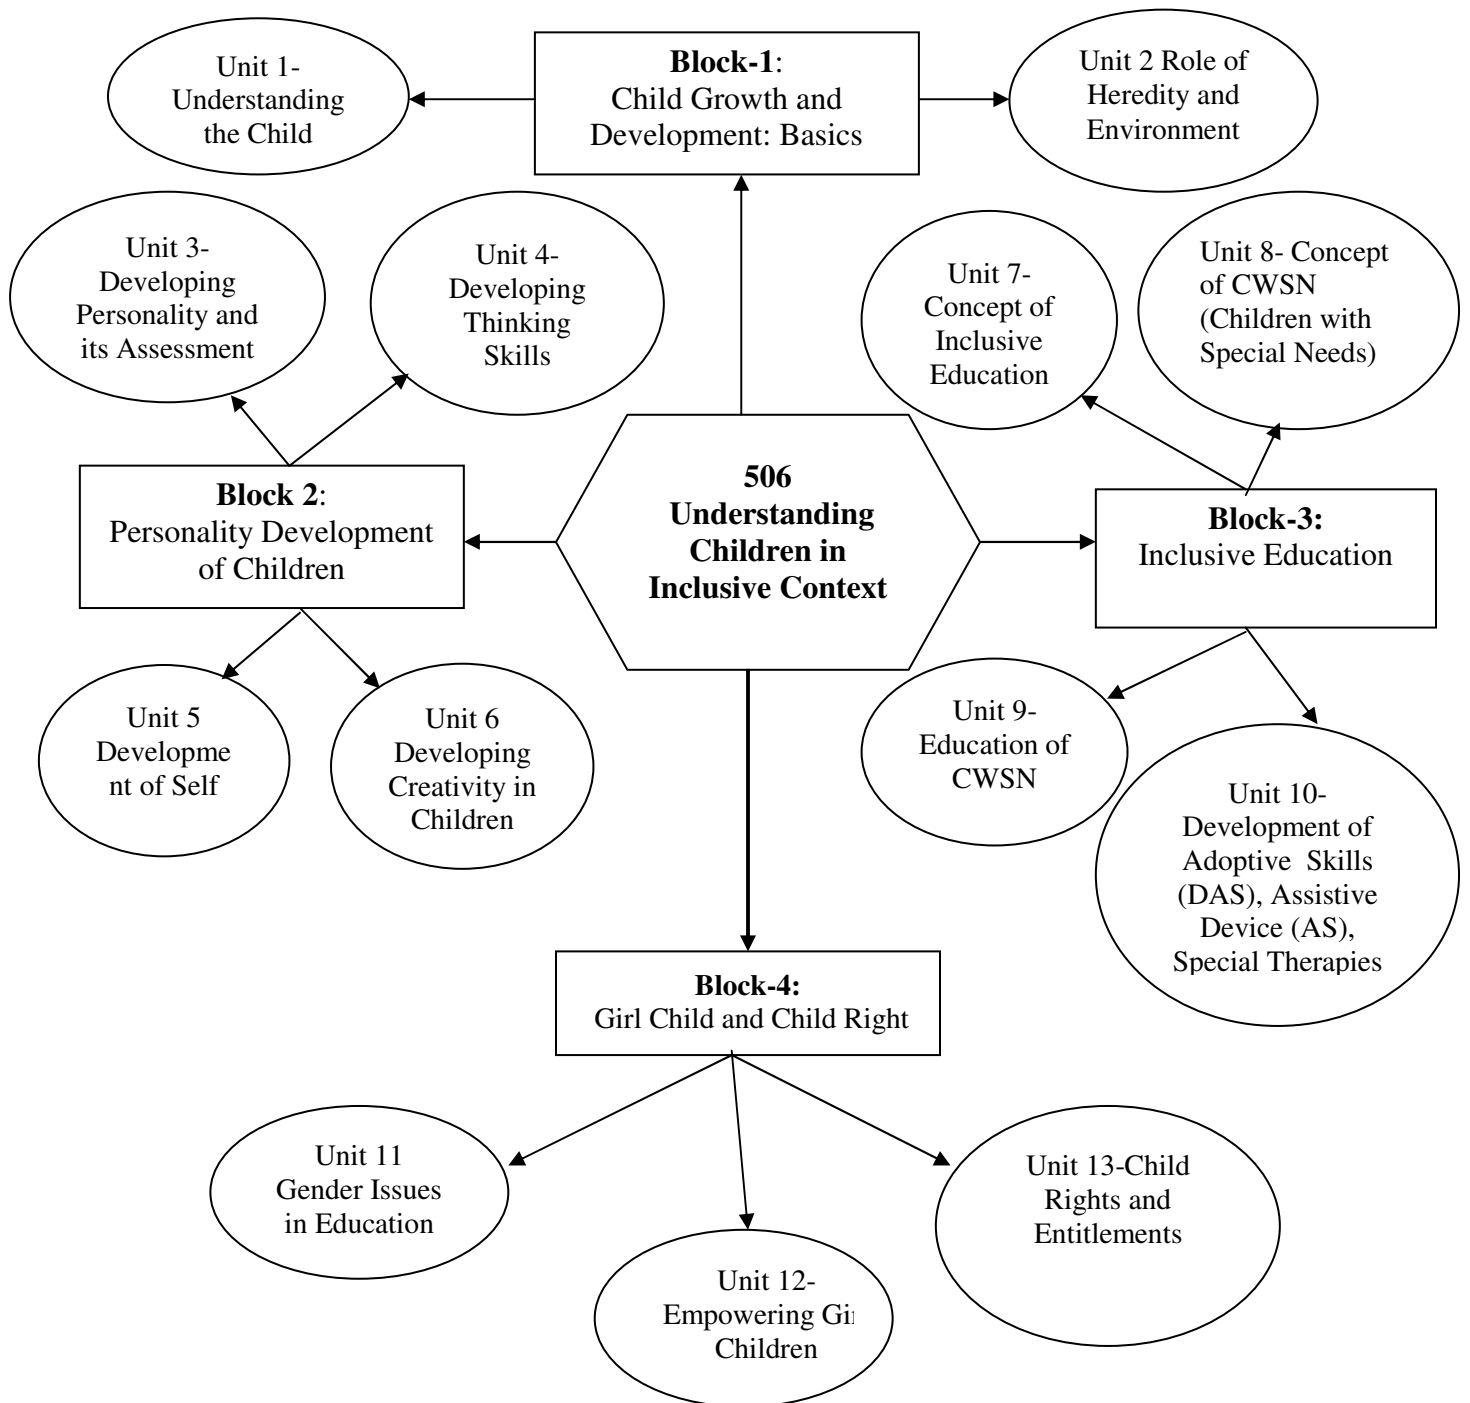 Unit 1-
Understanding
the Child
Block-1:
Child Growth and
Development: Basics
Unit 2 Role of
Heredity and
Environment
Unit 3-
Developing
Personality and
its Assessment
Unit 4-
Developing
Thinking
Skills
Unit 7-
Concept of
Inclusive
Education
Unit 8- Concept
of CWSN
(Children with
Special Needs)
Block 2:
Personality Development
of Children
506
Understanding
Children in
Inclusive Context
Block-3:
Inclusive Education
Unit 5
Developme
nt of Self
Unit 6
Developing
Creativity in
Children
Unit 9-
Education of
CWSN
Unit 10-
Development of
Adoptive Skills
(DAS), Assistive
Device (AS),
Special Therapies
Block-4:
Girl Child and Child Right
Unit 11
Gender Issues
in Education
Unit 12-
Empowering
Children
Unit 13-Child
Rights and
Entitlements